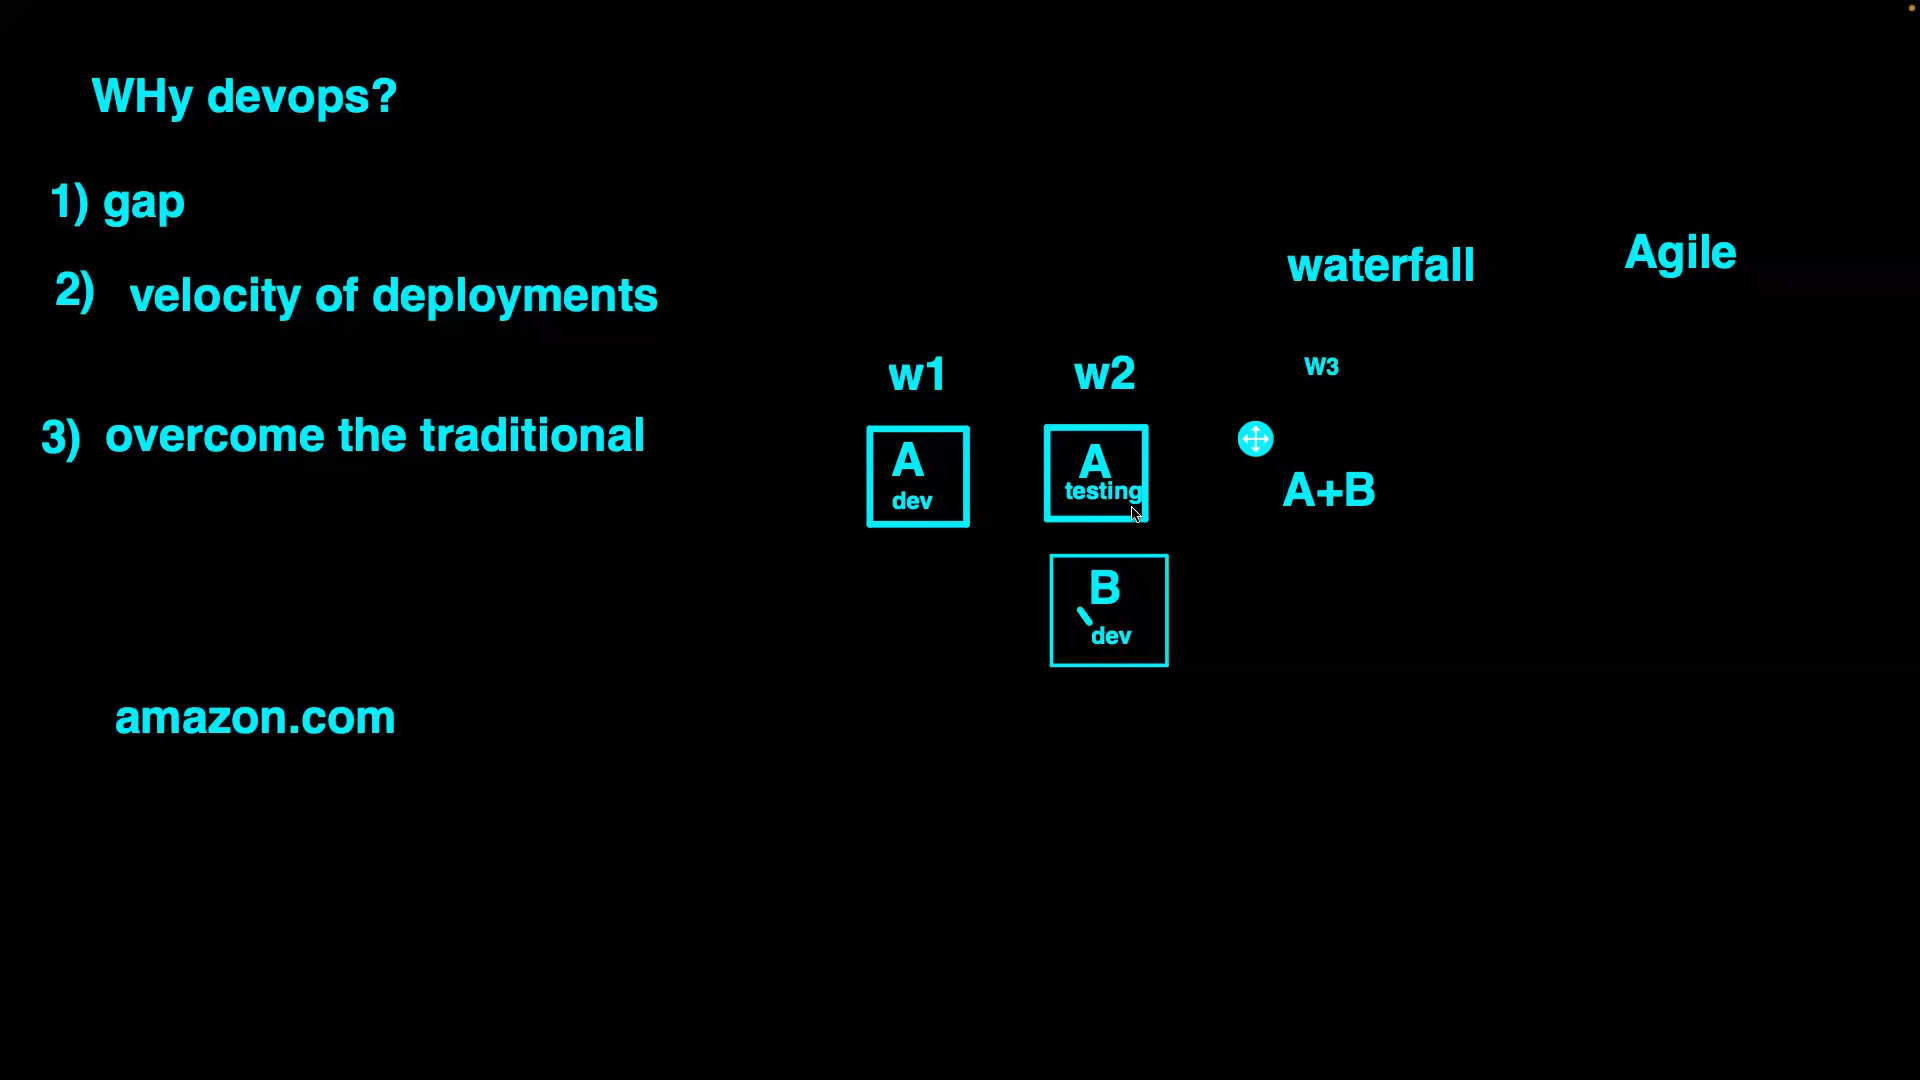 WHy devops?
1) gap
2) velocity of deployments
3) overcome the traditional
amazon.com
waterfall
Agile
w1
w2
W3
A
dev
A
testing
A+B
B
dev